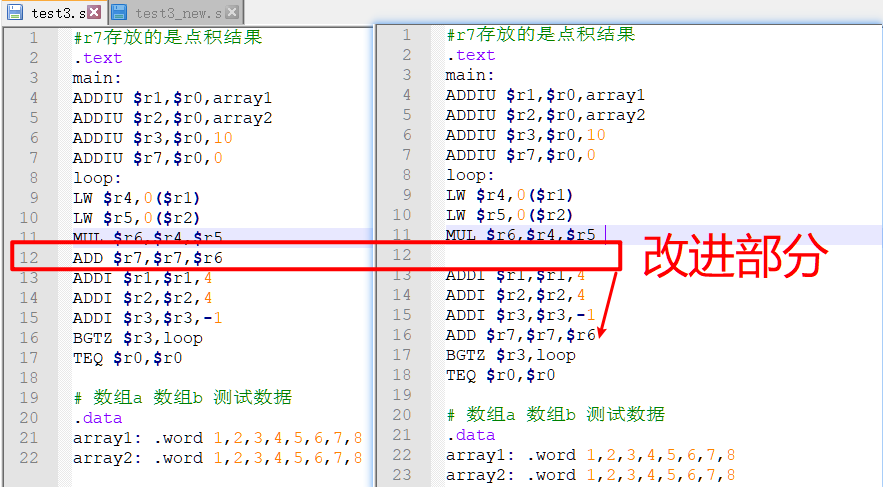 test3.s test3_new.s
1 #r7存放的是点积结果
2 .text
3 main:
4 ADDIU $r1,$r0,array1
5 ADDIU $r2,$r0,array2
6 ADDIU $r3,$r0,10
7 ADDIU $r7,$r0,0
8 loop:
9 LW $r4,0($r1)
10 LW $r5,0($r2)
11 MUL $r6,$r4,$r5
12 ADD $r7,$r7,$r6
13 ADDI $r1,$r1,4
14 ADDI $r2,$r2,4
15 ADDI $r3,$r3,-1
16 BGTZ $r3,loop
17 TEQ $r0,$r0
18
19 # 数组a 数组b 测试数据
20 .data
21 array1: .word 1,2,3,4,5,6,7,8
22 array2: .word 1,2,3,4,5,6,7,8
1 #r7存放的是点积结果
2 .text
3 main:
4 ADDIU $r1,$r0,array1
5 ADDIU $r2,$r0,array2
6 ADDIU $r3,$r0,10
7 ADDIU $r7,$r0,0
8 loop:
9 LW $r4,0($r1)
10 LW $r5,0($r2)
11 MUL $r6,$r4,$r5
12
13 ADDI $r1,$r1,4
14 ADDI $r2,$r2,4
15 ADDI $r3,$r3,-1
16 ADD $r7,$r7,$r6
17 BGTZ $r3,loop
18 TEQ $r0,$r0
19
20 # 数组a 数组b 测试数据
21 .data
22 array1: .word 1,2,3,4,5,6,7,8
23 array2: .word 1,2,3,4,5,6,7,8
改进部分